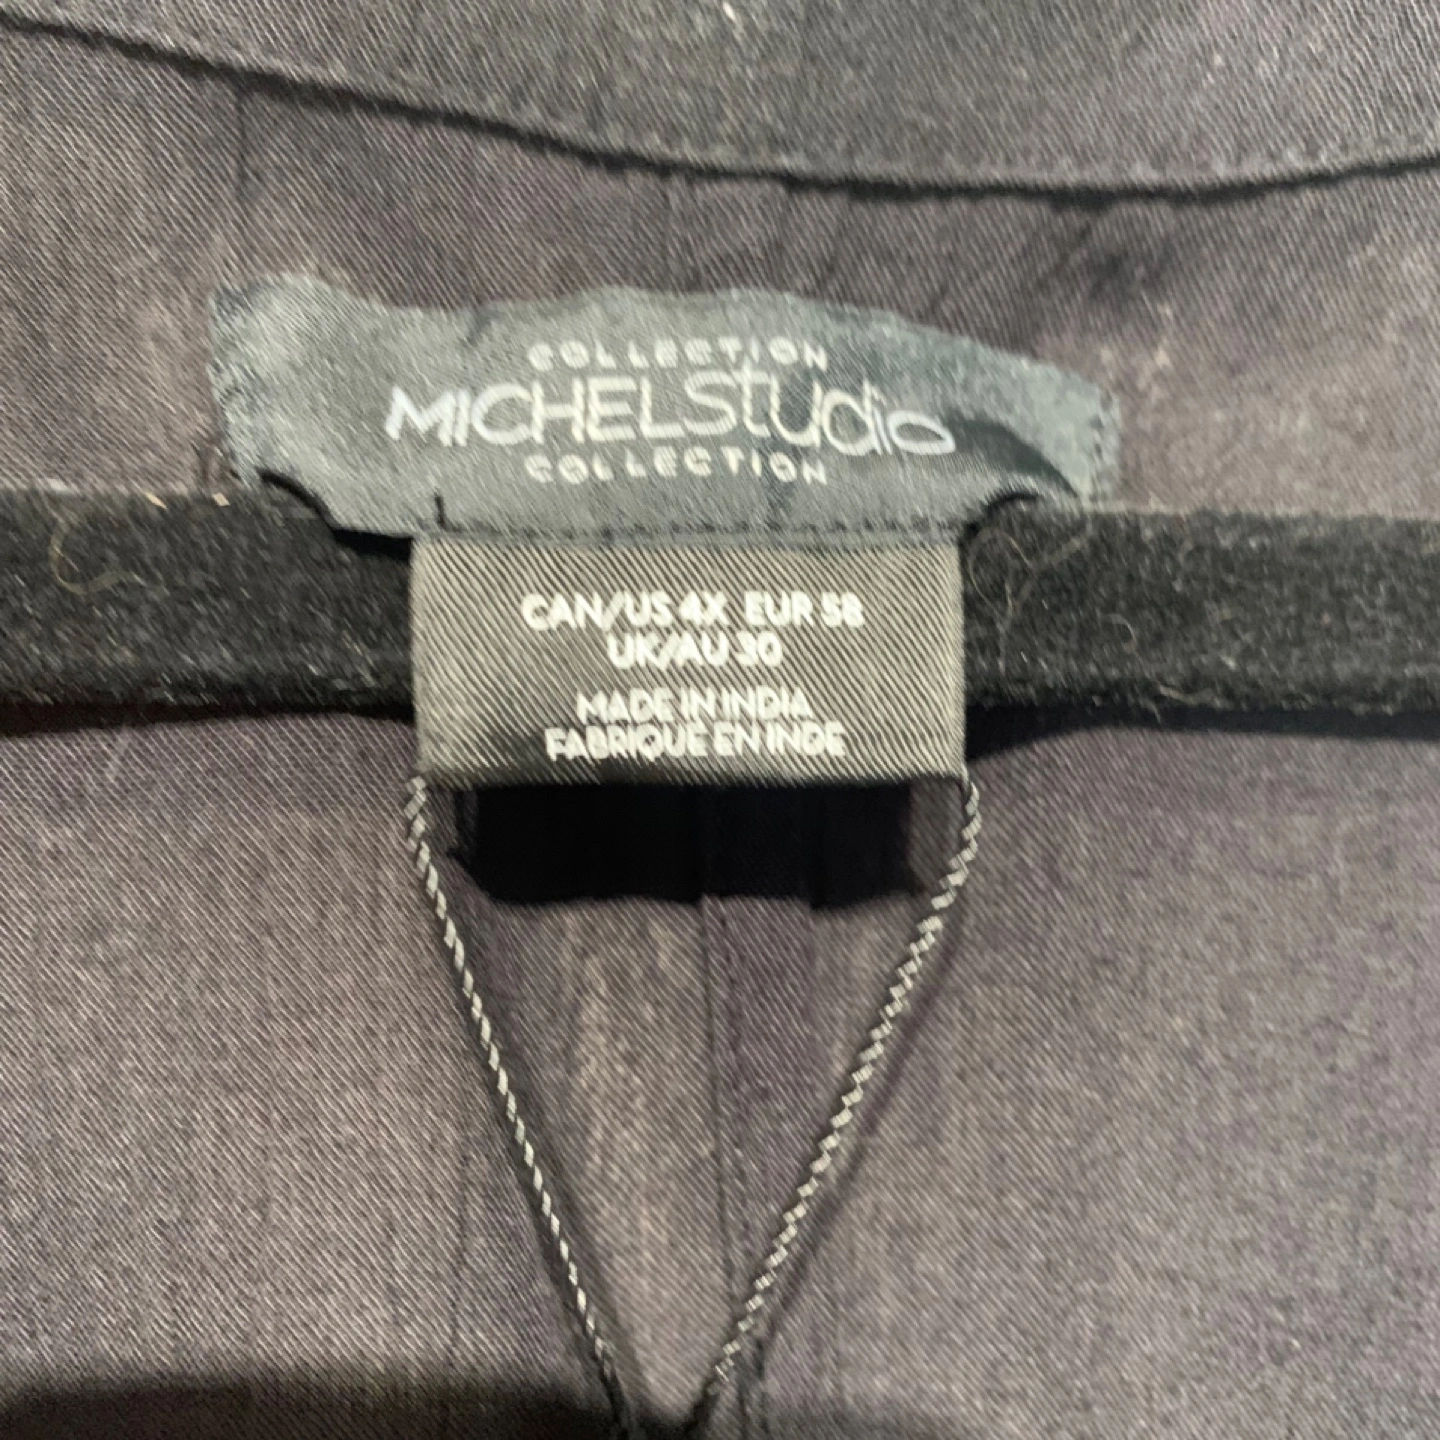 COLLECTION
MICHELStudio
COLLECTION
CAN/US 4X EUR 58
UK/AU 30
MADE IN INDIA
FABRIQUE EN INDE